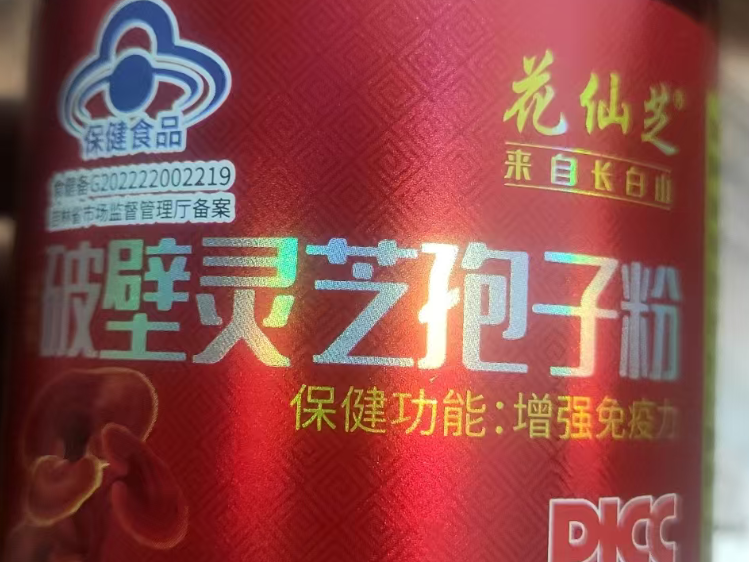 保健食品
食健备G202222002219
吉林省市场监督管理厅备案
花仙芝®
来自长白山
破壁灵芝孢子粉
保健功能:增强免疫力
PICC